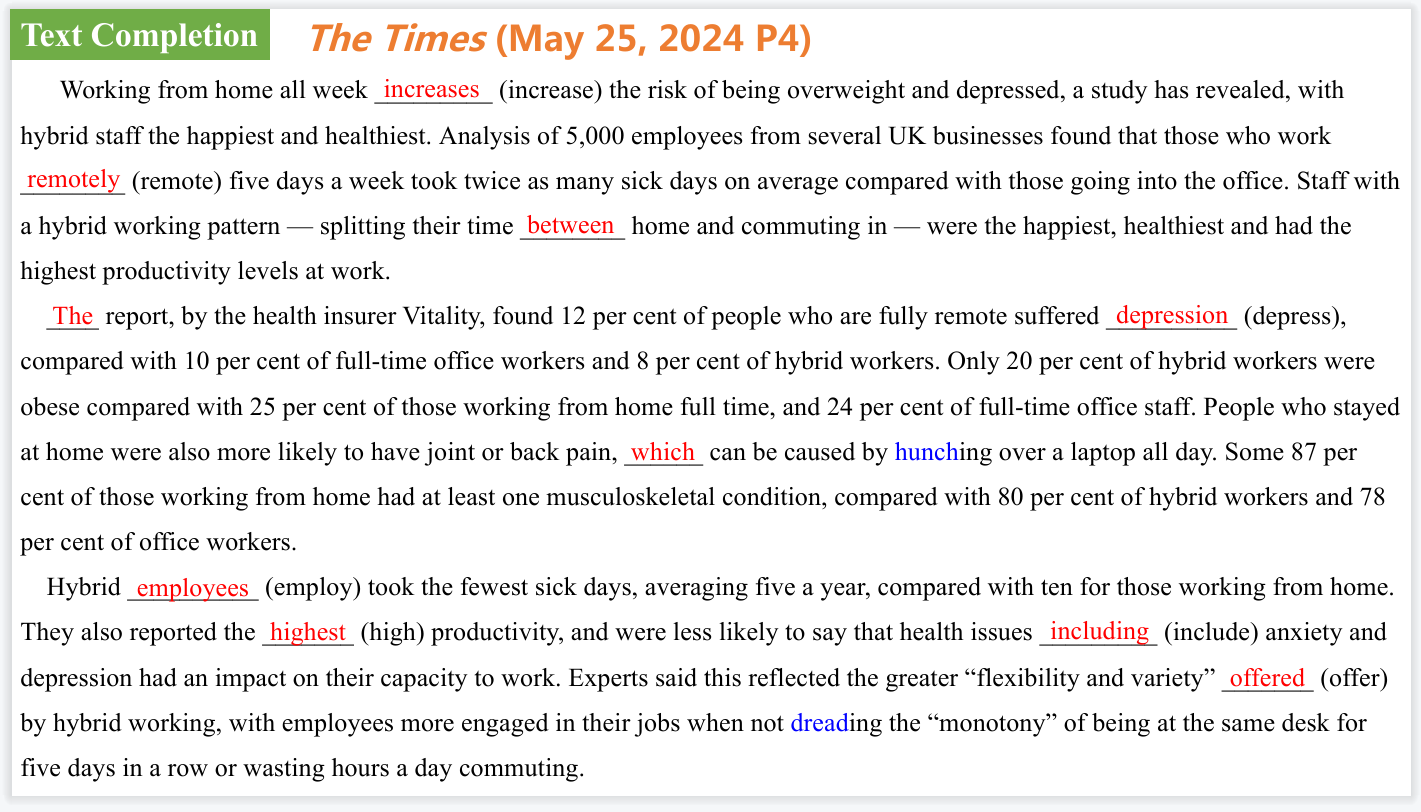 Text Completion The Times (May 25, 2024 P4)
Working from home all week increases (increase) the risk of being overweight and depressed, a study has revealed, with
hybrid staff the happiest and healthiest. Analysis of 5,000 employees from several UK businesses found that those who work
remotely (remote) five days a week took twice as many sick days on average compared with those going into the office. Staff with
a hybrid working pattern — splitting their time between home and commuting in — were the happiest, healthiest and had the
highest productivity levels at work.
The report, by the health insurer Vitality, found 12 per cent of people who are fully remote suffered depression (depress),
compared with 10 per cent of full-time office workers and 8 per cent of hybrid workers. Only 20 per cent of hybrid workers were
obese compared with 25 per cent of those working from home full time, and 24 per cent of full-time office staff. People who stayed
at home were also more likely to have joint or back pain, which can be caused by hunching over a laptop all day. Some 87 per
cent of those working from home had at least one musculoskeletal condition, compared with 80 per cent of hybrid workers and 78
per cent of office workers.
Hybrid employees (employ) took the fewest sick days, averaging five a year, compared with ten for those working from home.
They also reported the highest (high) productivity, and were less likely to say that health issues including (include) anxiety and
depression had an impact on their capacity to work. Experts said this reflected the greater “flexibility and variety” offered (offer)
by hybrid working, with employees more engaged in their jobs when not dreading the “monotony” of being at the same desk for
five days in a row or wasting hours a day commuting.